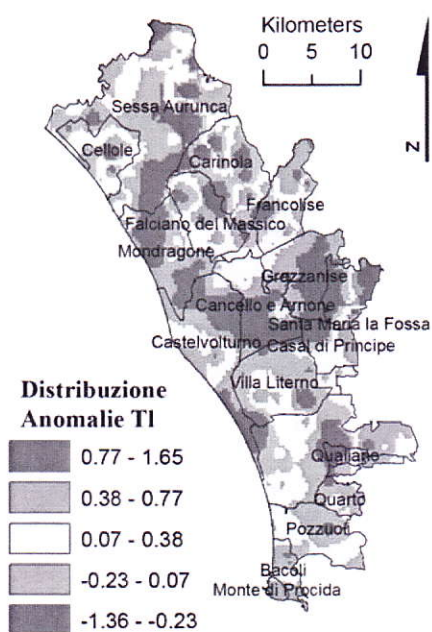 Kilometers
0 5 10
N
Sessa Aurunca
Cellole
Carinola
Francolise
Falciano del Massico
Mondragone
Grazzanise
Cancello e Arnone
Santa Maria la Fossa
Castelvolturno
Casal di Principe
Villa Literno
Distribuzione
Anomalie Tl
0.77 - 1.65
0.38 - 0.77
0.07 - 0.38
-0.23 - 0.07
-1.36 - -0.23
Qualiano
Quarto
Pozzuoli
Bacoli
Monte di Procida